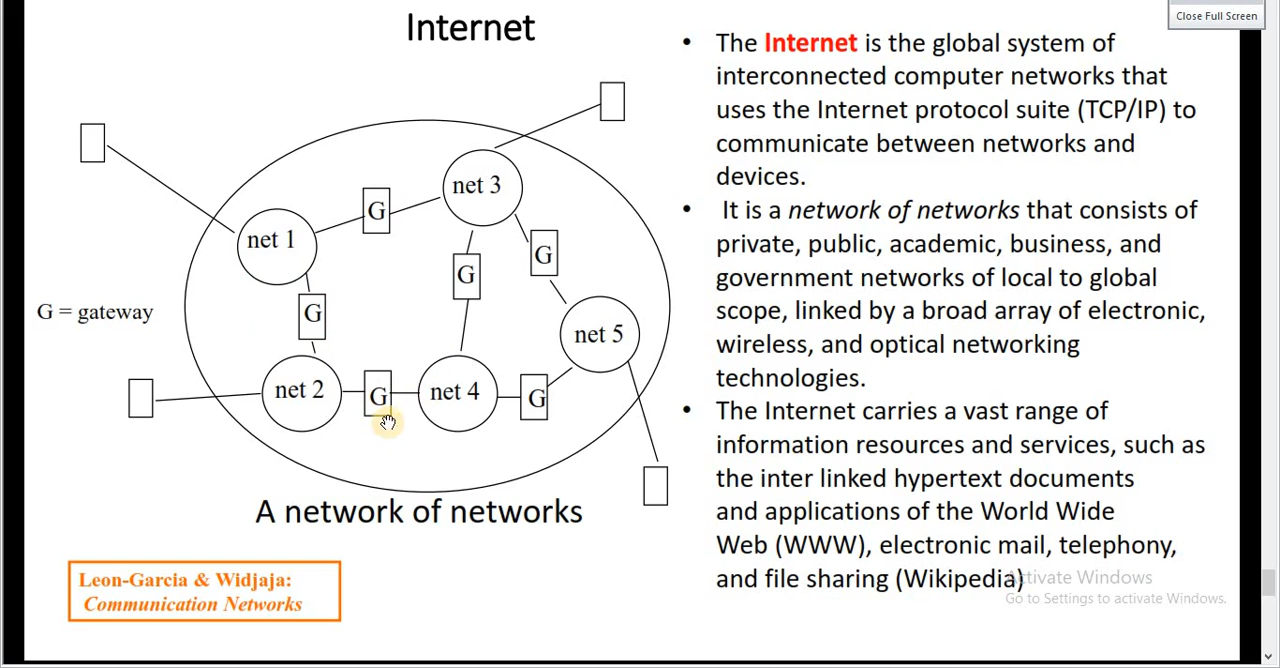 Close Full Screen
Internet
net 1
net 2
net 3
net 4
net 5
G
G
G
G
G
G
G = gateway
A network of networks
Leon-Garcia & Widjaja:
Communication Networks
• The Internet is the global system of
interconnected computer networks that
uses the Internet protocol suite (TCP/IP) to
communicate between networks and
devices.
• It is a network of networks that consists of
private, public, academic, business, and
government networks of local to global
scope, linked by a broad array of electronic,
wireless, and optical networking
technologies.
• The Internet carries a vast range of
information resources and services, such as
the inter linked hypertext documents
and applications of the World Wide
Web (WWW), electronic mail, telephony,
and file sharing (Wikipedia)
Activate Windows
Go to Settings to activate Windows.